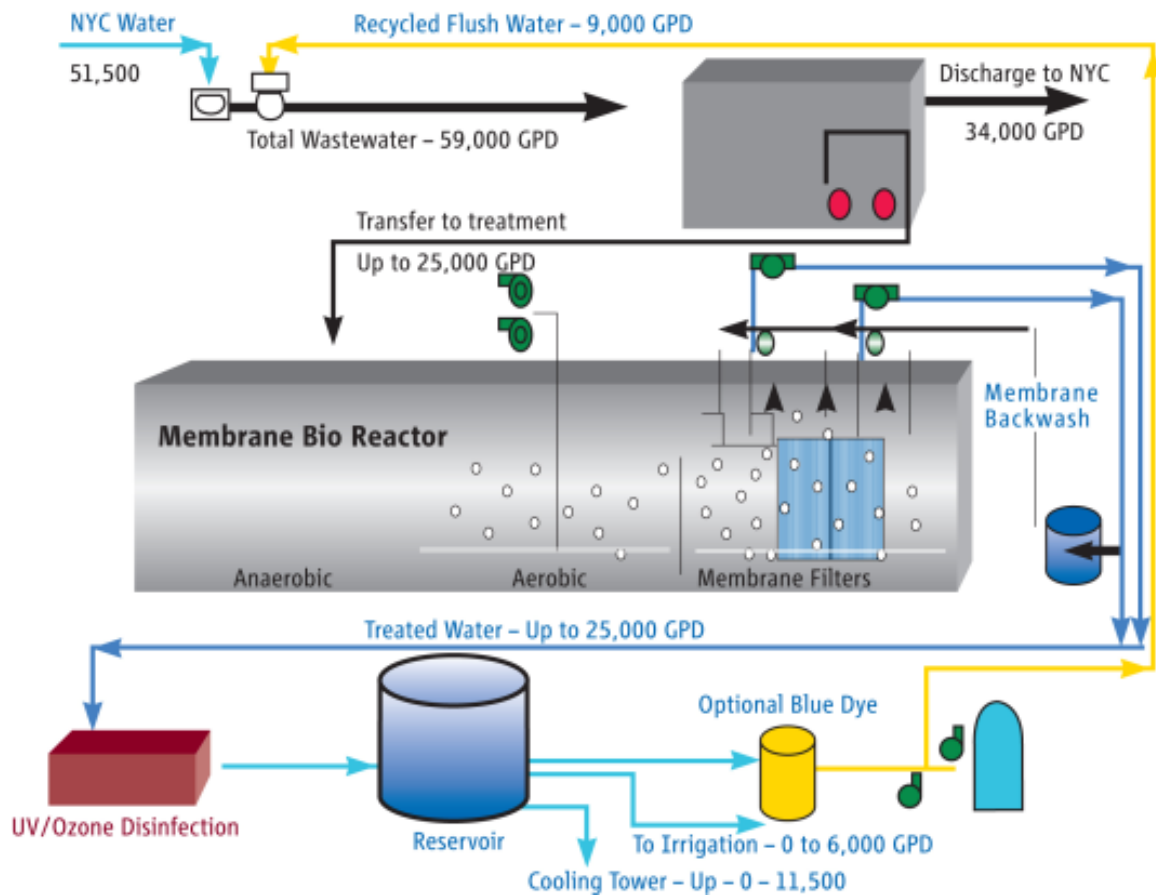 NYC Water
51,500
Recycled Flush Water – 9,000 GPD
Total Wastewater – 59,000 GPD
Discharge to NYC
34,000 GPD
Transfer to treatment
Up to 25,000 GPD
Membrane
Backwash
Membrane Bio Reactor
Anaerobic
Aerobic
Membrane Filters
Treated Water – Up to 25,000 GPD
Optional Blue Dye
UV/Ozone Disinfection
Reservoir
To Irrigation – 0 to 6,000 GPD
Cooling Tower – Up – 0 – 11,500